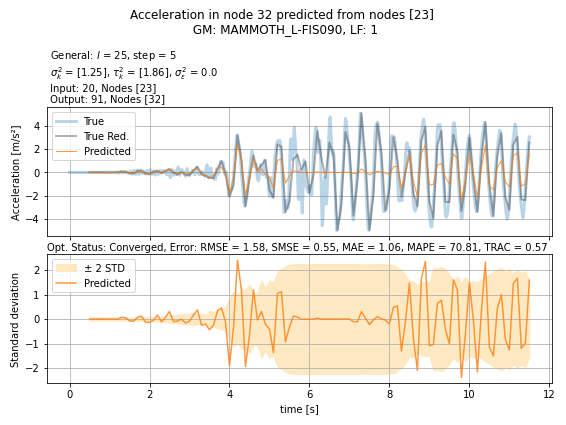 Acceleration in node 32 predicted from nodes [23]
GM: MAMMOTH_L-FIS090, LF: 1
General: l = 25, step = 5
σ²ₖ = [1.25], τ²ₖ = [1.86], σ²ε = 0.0
Input: 20, Nodes [23]
Output: 91, Nodes [32]
True
True Red.
Predicted
Acceleration [m/s²]
4
2
0
−2
−4
Opt. Status: Converged, Error: RMSE = 1.58, SMSE = 0.55, MAE = 1.06, MAPE = 70.81, TRAC = 0.57
± 2 STD
Predicted
Standard deviation
2
1
0
−1
−2
0 2 4 6 8 10 12
time [s]